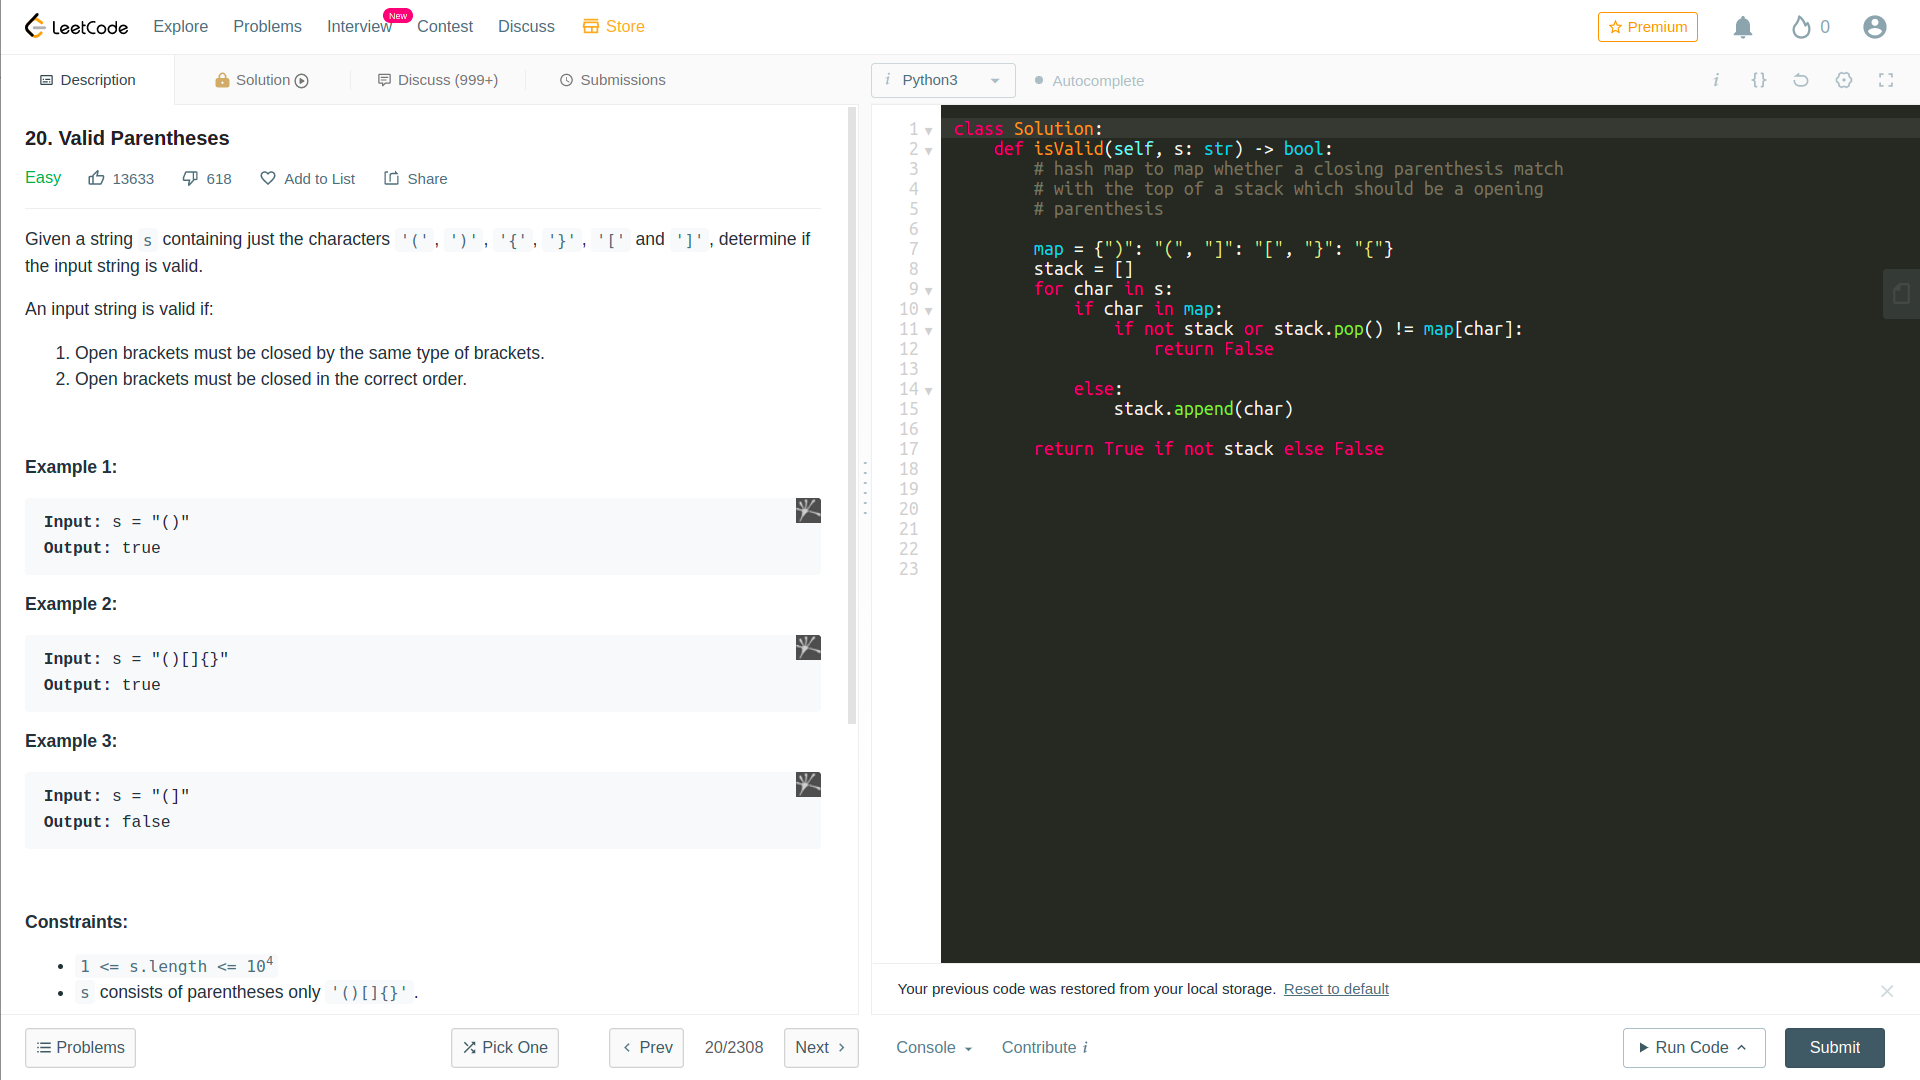 LeetCode Explore Problems Interview New Contest Discuss Store Premium 0
Description Solution Discuss (999+) Submissions
i Python3 Autocomplete i {}
20. Valid Parentheses
Easy 13633 618 Add to List Share
Given a string s containing just the characters '(', ')', '{', '}', '[' and ']', determine if
the input string is valid.
An input string is valid if:
1. Open brackets must be closed by the same type of brackets.
2. Open brackets must be closed in the correct order.
Example 1:
Input: s = "()"
Output: true
Example 2:
Input: s = "()[]{}"
Output: true
Example 3:
Input: s = "(]"
Output: false
Constraints:
1 <= s.length <= 10⁴
s consists of parentheses only '()[]{}'.
1 class Solution:
2     def isValid(self, s: str) -> bool:
3         # hash map to map whether a closing parenthesis match
4         # with the top of a stack which should be a opening
5         # parenthesis
6
7         map = {")": "(", "]": "[", "}": "{"}
8         stack = []
9         for char in s:
10             if char in map:
11                 if not stack or stack.pop() != map[char]:
12                     return False
13
14             else:
15                 stack.append(char)
16
17         return True if not stack else False
18
19
20
21
22
23
Your previous code was restored from your local storage. Reset to default
Problems Pick One Prev 20/2308 Next Console Contribute i Run Code Submit